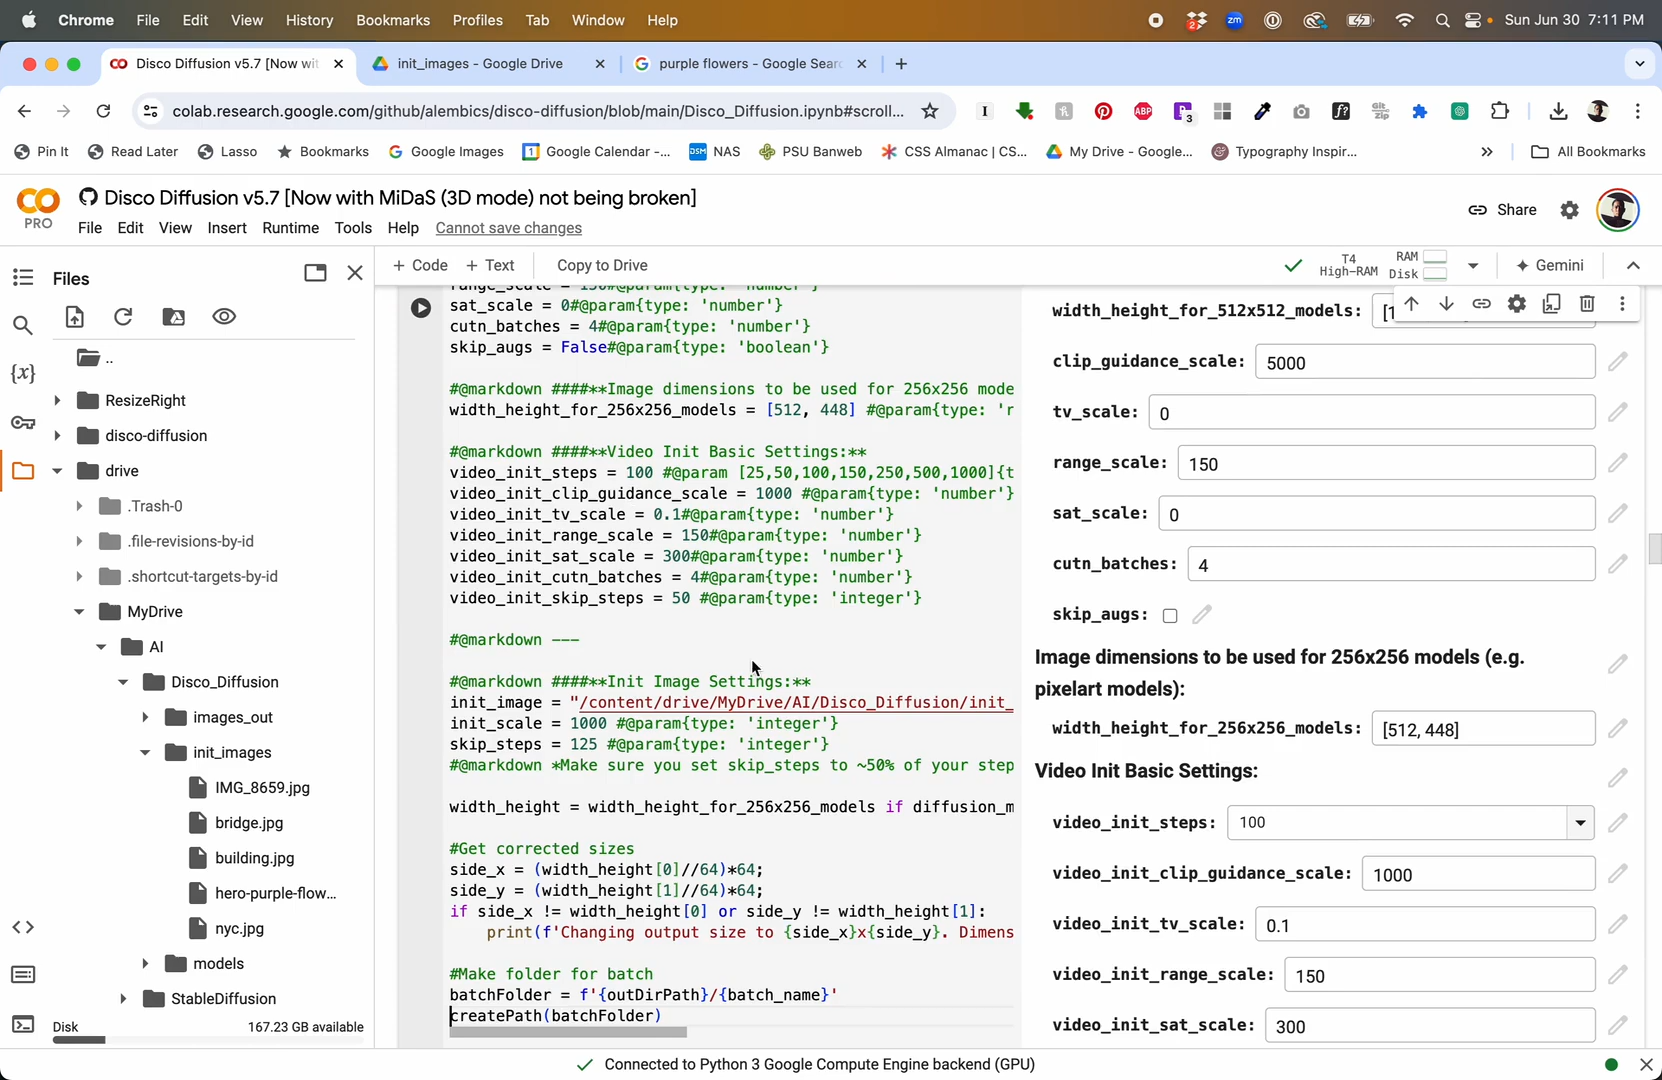 Chrome File Edit View History Bookmarks Profiles Tab Window Help
2 zm Sun Jun 30 7:11 PM
Disco Diffusion v5.7 [Now wit
init_images - Google Drive
purple flowers - Google Sear
colab.research.google.com/github/alembics/disco-diffusion/blob/main/Disco_Diffusion.ipynb#scroll...
ABP 3 f?
Pin It Read Later Lasso Bookmarks Google Images Google Calendar -... NAS PSU Banweb CSS Almanac | CS... My Drive - Google... Typography Inspir... » All Bookmarks
Disco Diffusion v5.7 [Now with MiDaS (3D mode) not being broken]
PRO
File Edit View Insert Runtime Tools Help Cannot save changes
Share
Files
+ Code + Text Copy to Drive
T4 High-RAM RAM Disk Gemini
..
ResizeRight
disco-diffusion
drive
.Trash-0
.file-revisions-by-id
.shortcut-targets-by-id
MyDrive
AI
Disco_Diffusion
images_out
init_images
IMG_8659.jpg
bridge.jpg
building.jpg
hero-purple-flow...
nyc.jpg
models
StableDiffusion
Disk 167.23 GB available
range_scale = 150#@param{type: 'number'}
sat_scale = 0#@param{type: 'number'}
cutn_batches = 4#@param{type: 'number'}
skip_augs = False#@param{type: 'boolean'}
#@markdown ####**Image dimensions to be used for 256x256 mode
width_height_for_256x256_models = [512, 448] #@param{type: 'r
#@markdown ####**Video Init Basic Settings:**
video_init_steps = 100 #@param [25,50,100,150,250,500,1000]{t
video_init_clip_guidance_scale = 1000 #@param{type: 'number'}
video_init_tv_scale = 0.1#@param{type: 'number'}
video_init_range_scale = 150#@param{type: 'number'}
video_init_sat_scale = 300#@param{type: 'number'}
video_init_cutn_batches = 4#@param{type: 'number'}
video_init_skip_steps = 50 #@param{type: 'integer'}
#@markdown ---
#@markdown ####**Init Image Settings:**
init_image = "/content/drive/MyDrive/AI/Disco_Diffusion/init_
init_scale = 1000 #@param{type: 'integer'}
skip_steps = 125 #@param{type: 'integer'}
#@markdown *Make sure you set skip_steps to ~50% of your step
width_height = width_height_for_256x256_models if diffusion_m
#Get corrected sizes
side_x = (width_height[0]//64)*64;
side_y = (width_height[1]//64)*64;
if side_x != width_height[0] or side_y != width_height[1]:
print(f'Changing output size to {side_x}x{side_y}. Dimens
#Make folder for batch
batchFolder = f'{outDirPath}/{batch_name}'
createPath(batchFolder)
width_height_for_512x512_models: [1
clip_guidance_scale: 5000
tv_scale: 0
range_scale: 150
sat_scale: 0
cutn_batches: 4
skip_augs:
Image dimensions to be used for 256x256 models (e.g.
pixelart models):
width_height_for_256x256_models: [512, 448]
Video Init Basic Settings:
video_init_steps: 100
video_init_clip_guidance_scale: 1000
video_init_tv_scale: 0.1
video_init_range_scale: 150
video_init_sat_scale: 300
Connected to Python 3 Google Compute Engine backend (GPU)